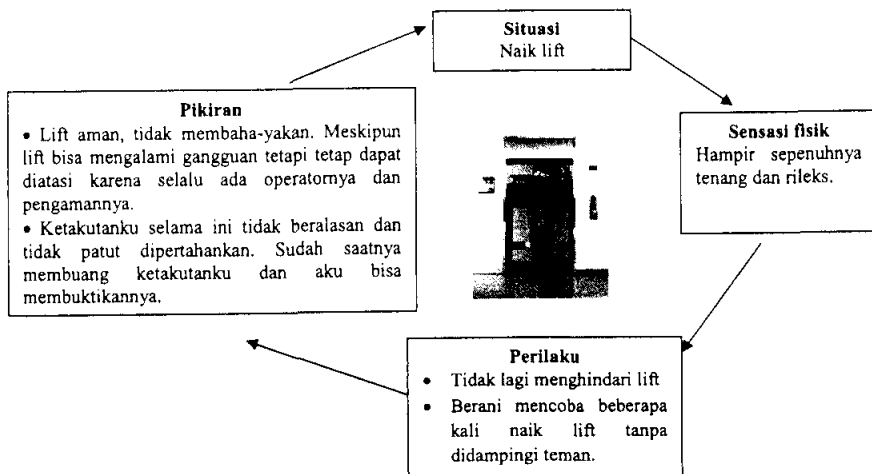 Situasi
Naik lift
Pikiran
• Lift aman, tidak membaha-yakan. Meskipun
lift bisa mengalami gangguan tetapi tetap dapat
diatasi karena selalu ada operatornya dan
pengamannya.
• Ketakutanku selama ini tidak beralasan dan
tidak patut dipertahankan. Sudah saatnya
membuang ketakutanku dan aku bisa
membuktikannya.
Sensasi fisik
Hampir sepenuhnya
tenang dan rileks.
Perilaku
• Tidak lagi menghindari lift
• Berani mencoba beberapa
kali naik lift tanpa
didampingi teman.